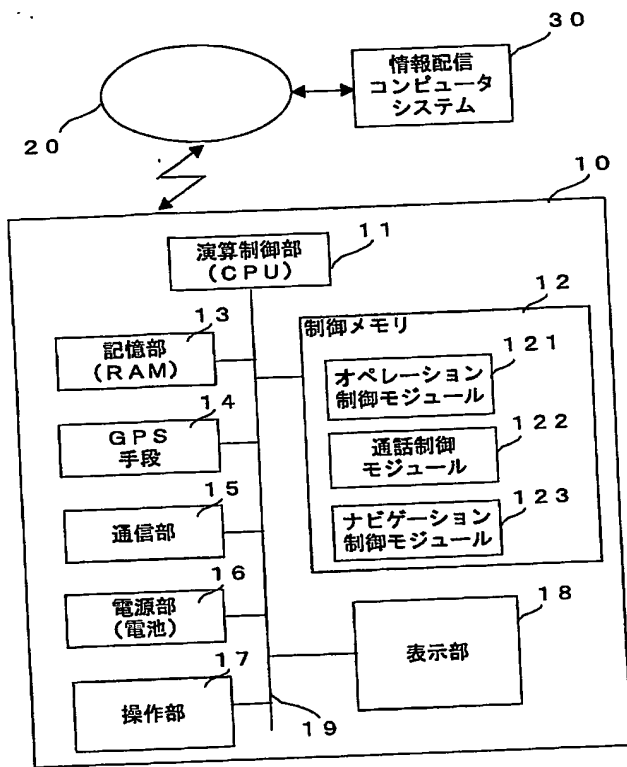 30
情報配信
コンピュータ
システム
20
10
演算制御部
(CPU)
11
12
制御メモリ
13
記憶部
(RAM)
121
オペレーション
制御モジュール
14
GPS
手段
122
通話制御
モジュール
15
通信部
123
ナビゲーション
制御モジュール
16
電源部
(電池)
18
表示部
17
操作部
19